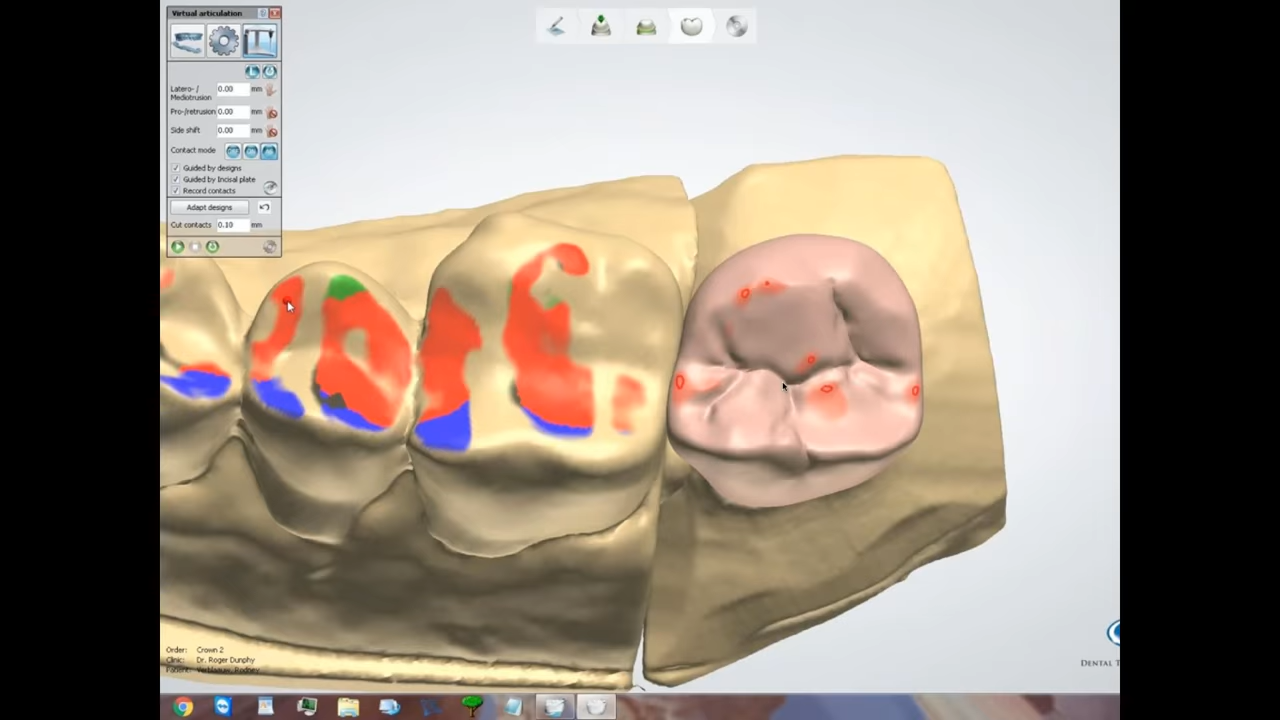 Virtual articulation
Latero- / 0.00 mm
Mediotrusion
Pro-/retrusion 0.00 mm
Side shift 0.00 mm
Contact mode
Guided by designs
Guided by Incisal plate
Record contacts
Adapt designs
Cut contacts 0.10 mm
Order: Crown 2
Clinic: Dr. Roger Dunphy
Patient: Rodney
DENTAL T